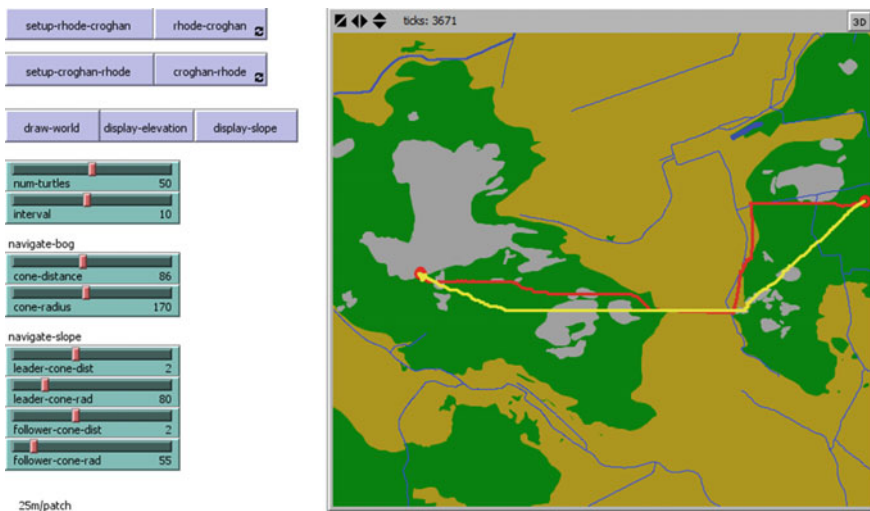 setup-rhode-croghan rhode-croghan
setup-croghan-rhode croghan-rhode
draw-world display-elevation display-slope
num-turtles 50
interval 10
navigate-bog
cone-distance 86
cone-radius 170
navigate-slope
leader-cone-dist 2
leader-cone-rad 80
follower-cone-dist 2
follower-cone-rad 55
25m/patch
ticks: 3671
3D